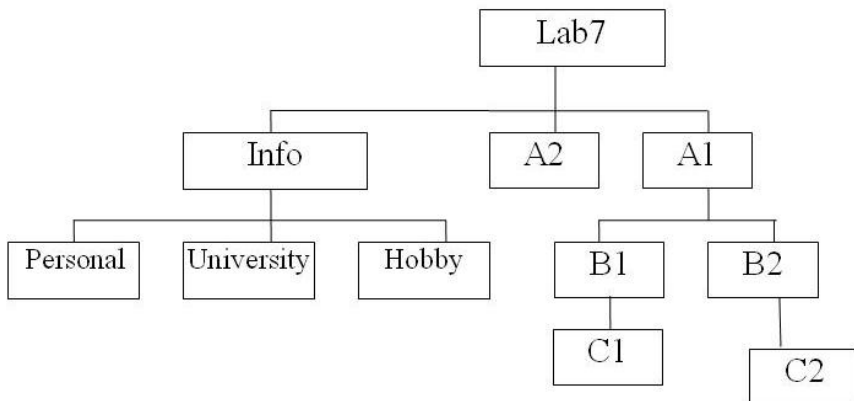 Lab7
Info
A2
A1
Personal
University
Hobby
B1
B2
C1
C2